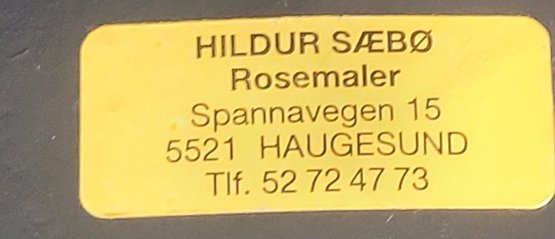 HILDUR SÆBØ
Rosemaler
Spannavegen 15
5521 HAUGESUND
Tlf. 52 72 47 73